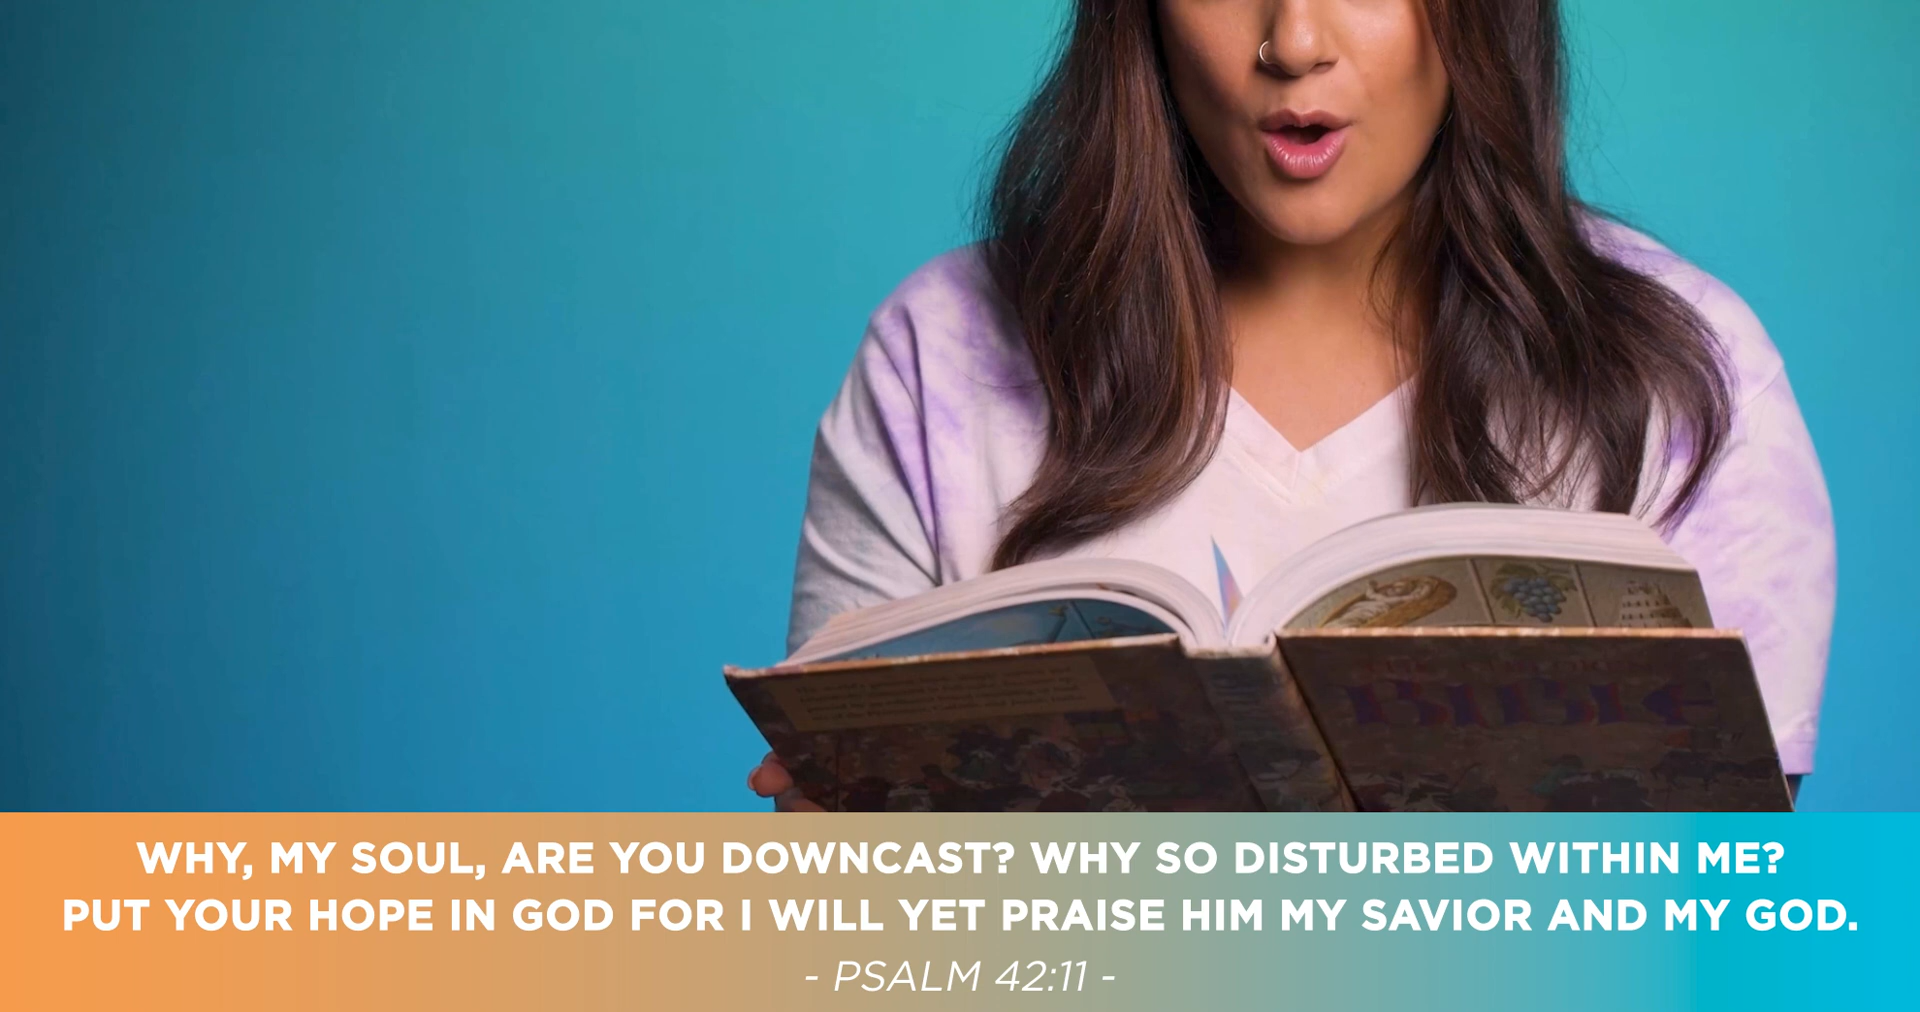 BIBLE
WHY, MY SOUL, ARE YOU DOWNCAST? WHY SO DISTURBED WITHIN ME?
PUT YOUR HOPE IN GOD FOR I WILL YET PRAISE HIM MY SAVIOR AND MY GOD.
- PSALM 42:11 -